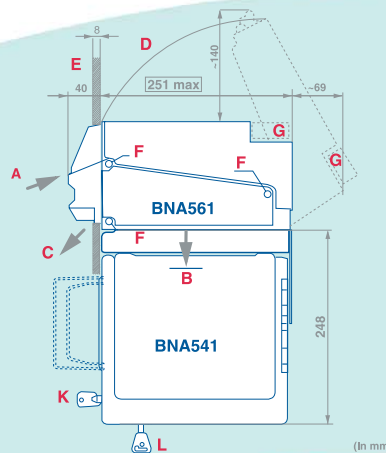 8
D
~140
E
40
251 max
~69
G
F
F
G
A
BNA561
C
F
B
BNA541
248
K
L
(In mm